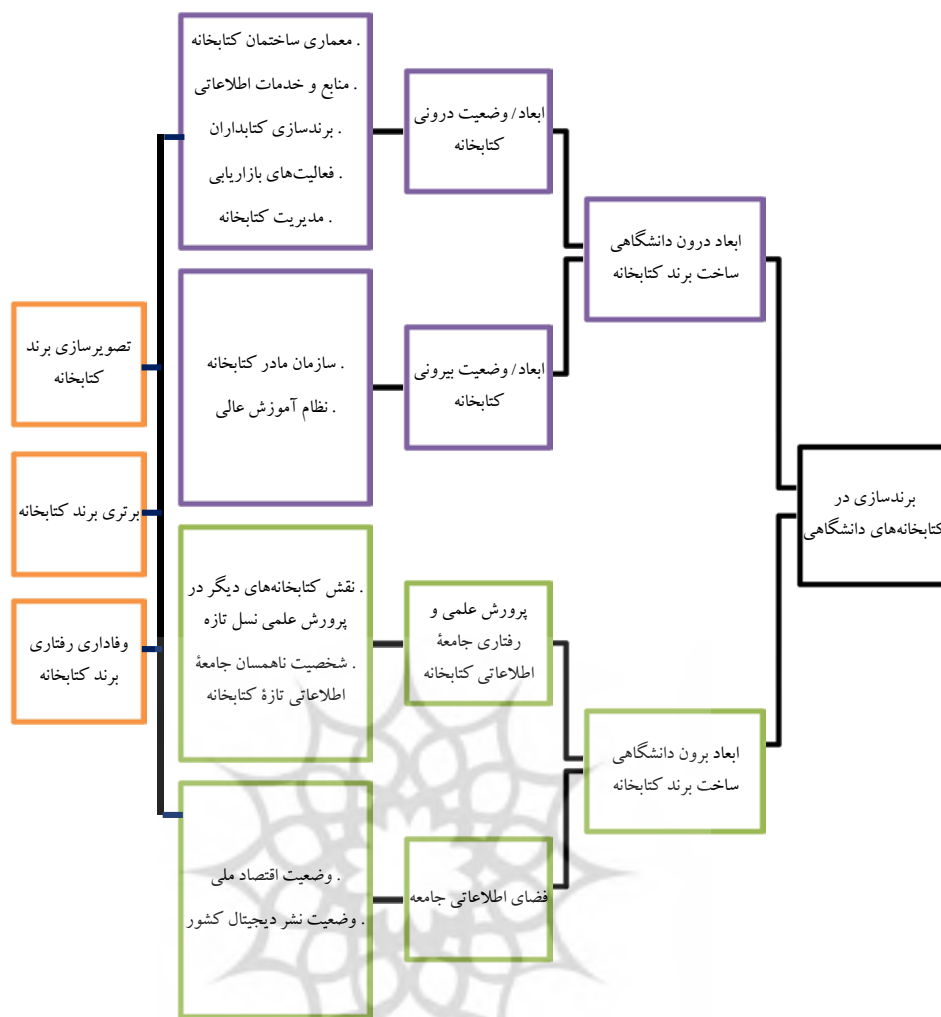 برندسازی در
کتابخانه‌های دانشگاهی
ابعاد درون دانشگاهی
ساخت برند کتابخانه
ابعاد/ وضعیت درونی
کتابخانه
. معماری ساختمان کتابخانه
. منابع و خدمات اطلاعاتی
. برندسازی کتابداران
. فعالیت‌های بازاریابی
. مدیریت کتابخانه
ابعاد/ وضعیت بیرونی
کتابخانه
. سازمان مادر کتابخانه
. نظام آموزش عالی
ابعاد برون دانشگاهی
ساخت برند کتابخانه
پرورش علمی و
رفتاری جامعۀ
اطلاعاتی کتابخانه
. نقش کتابخانه‌های دیگر در
پرورش علمی نسل تازه
. شخصیت ناهمسان جامعۀ
اطلاعاتی تازۀ کتابخانه
فضای اطلاعاتی جامعه
. وضعیت اقتصاد ملی
. وضعیت نشر دیجیتال کشور
تصویرسازی برند
کتابخانه
برتری برند کتابخانه
وفاداری رفتاری
برند کتابخانه